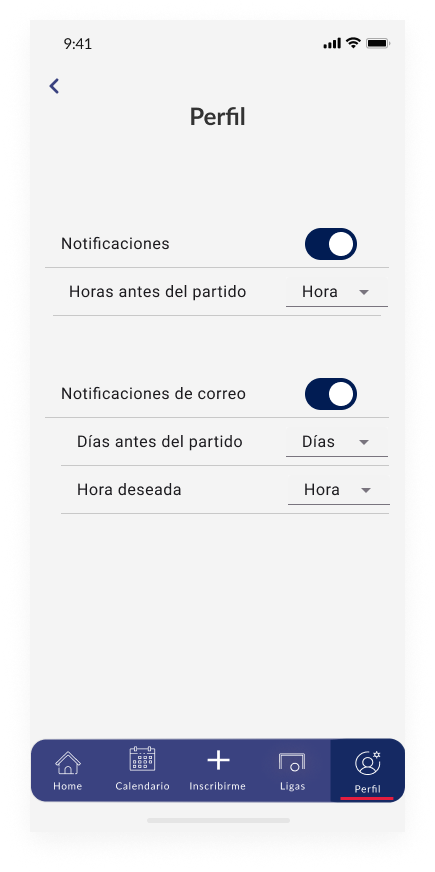 9:41
Perfil
Notificaciones
Horas antes del partido Hora
Notificaciones de correo
Días antes del partido Días
Hora deseada Hora
Home Calendario Inscribirme Ligas Perfil